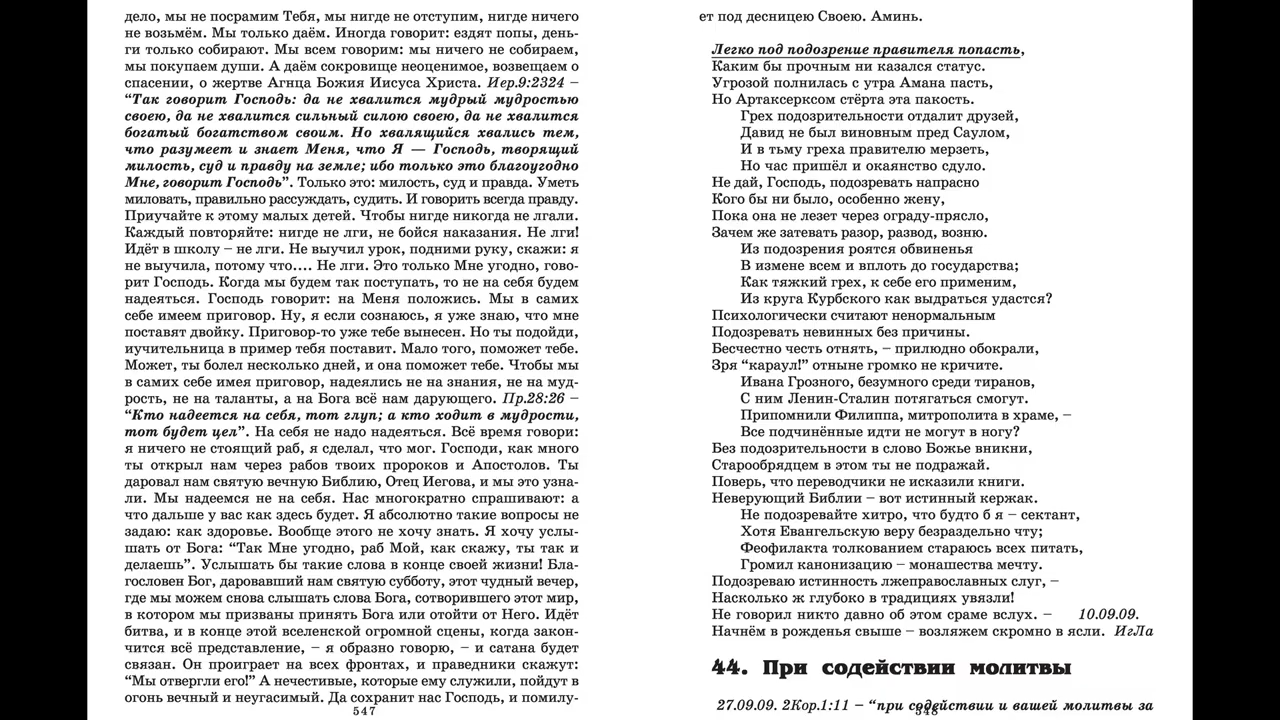 дело, мы не посрамим Тебя, мы нигде не отступим, нигде ничего
не возьмём. Мы только даём. Иногда говорит: ездят попы, день-
ги только собирают. Мы всем говорим: мы ничего не собираем,
мы покупаем души. А даём сокровище неоценимое, возвещаем о
спасении, о жертве Агнца Божия Иисуса Христа. Иер.9:2324 –
“Так говорит Господь: да не хвалится мудрый мудростью
своею, да не хвалится сильный силою своею, да не хвалится
богатый богатством своим. Но хвалящийся хвались тем,
что разумеет и знает Меня, что Я — Господь, творящий
милость, суд и правду на земле; ибо только это благоугодно
Мне, говорит Господь”. Только это: милость, суд и правда. Уметь
миловать, правильно рассуждать, судить. И говорить всегда правду.
Приучайте к этому малых детей. Чтобы нигде никогда не лгали.
Каждый повторяйте: нигде не лги, не бойся наказания. Не лги!
Идёт в школу – не лги. Не выучил урок, подними руку, скажи: я
не выучила, потому что.... Не лги. Это только Мне угодно, гово-
рит Господь. Когда мы будем так поступать, то не на себя будем
надеяться. Господь говорит: на Меня положись. Мы в самих
себе имеем приговор. Ну, я если сознаюсь, я уже знаю, что мне
поставят двойку. Приговор-то уже тебе вынесен. Но ты подойди,
иучительница в пример тебя поставит. Мало того, поможет тебе.
Может, ты болел несколько дней, и она поможет тебе. Чтобы мы
в самих себе имея приговор, надеялись не на знания, не на муд-
рость, не на таланты, а на Бога всё нам дарующего. Пр.28:26 –
“Кто надеется на себя, тот глуп; а кто ходит в мудрости,
тот будет цел”. На себя не надо надеяться. Всё время говори:
я ничего не стоящий раб, я сделал, что мог. Господи, как много
ты открыл нам через рабов твоих пророков и Апостолов. Ты
даровал нам святую вечную Библию, Отец Иегова, и мы это узна-
ли. Мы надеемся не на себя. Нас многократно спрашивают: а
что дальше у вас как здесь будет. Я абсолютно такие вопросы не
задаю: как здоровье. Вообще этого не хочу знать. Я хочу услы-
шать от Бога: “Так Мне угодно, раб Мой, как скажу, ты так и
делаешь”. Услышать бы такие слова в конце своей жизни! Бла-
гословен Бог, даровавший нам святую субботу, этот чудный вечер,
где мы можем снова слышать слова Бога, сотворившего этот мир,
в котором мы призваны принять Бога или отойти от Него. Идёт
битва, и в конце этой вселенской огромной сцены, когда закон-
чится всё представление, – я образно говорю, – и сатана будет
связан. Он проиграет на всех фронтах, и праведники скажут:
“Мы отвергли его!” А нечестивые, которые ему служили, пойдут в
огонь вечный и неугасимый. Да сохранит нас Господь, и помилу-
547
ет под десницею Своею. Аминь.
Легко под подозрение правителя попасть,
Каким бы прочным ни казался статус.
Угрозой полнилась с утра Амана пасть,
Но Артаксерксом стёрта эта пакость.
Грех подозрительности отдалит друзей,
Давид не был виновным пред Саулом,
И в тьму греха правителю мерзеть,
Но час пришёл и окаянство сдуло.
Не дай, Господь, подозревать напрасно
Кого бы ни было, особенно жену,
Пока она не лезет через ограду-прясло,
Зачем же затевать разор, развод, возню.
Из подозрения роятся обвиненья
В измене всем и вплоть до государства;
Как тяжкий грех, к себе его применим,
Из круга Курбского как выдраться удастся?
Психологически считают ненормальным
Подозревать невинных без причины.
Бесчестно честь отнять, – прилюдно обокрали,
Зря “караул!” отныне громко не кричите.
Ивана Грозного, безумного среди тиранов,
С ним Ленин-Сталин потягаться смогут.
Припомнили Филиппа, митрополита в храме, –
Все подчинённые идти не могут в ногу?
Без подозрительности в слово Божье вникни,
Старообрядцем в этом ты не подражай.
Поверь, что переводчики не исказили книги.
Неверующий Библии – вот истинный кержак.
Не подозревайте хитро, что будто б я – сектант,
Хотя Евангельскую веру безраздельно чту;
Феофилакта толкованием стараюсь всех питать,
Громил канонизацию – монашества мечту.
Подозреваю истинность лжеправославных слуг, –
Насколько ж глубоко в традициях увязли!
Не говорил никто давно об этом сраме вслух. – 10.09.09.
Начнём в рожденья свыше – возляжем скромно в ясли. ИгЛа
44. При содействии молитвы
27.09.09. 2Кор.1:11 – “при содействии и вашей молитвы за
548